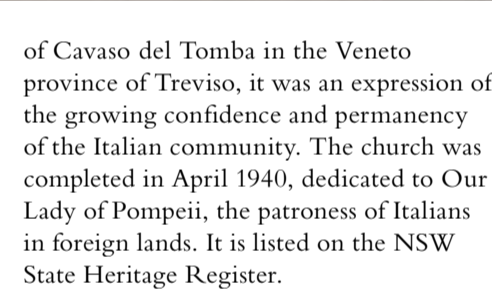 of Cavaso del Tomba in the Veneto
province of Treviso, it was an expression of
the growing confidence and permanency
of the Italian community. The church was
completed in April 1940, dedicated to Our
Lady of Pompeii, the patroness of Italians
in foreign lands. It is listed on the NSW
State Heritage Register.